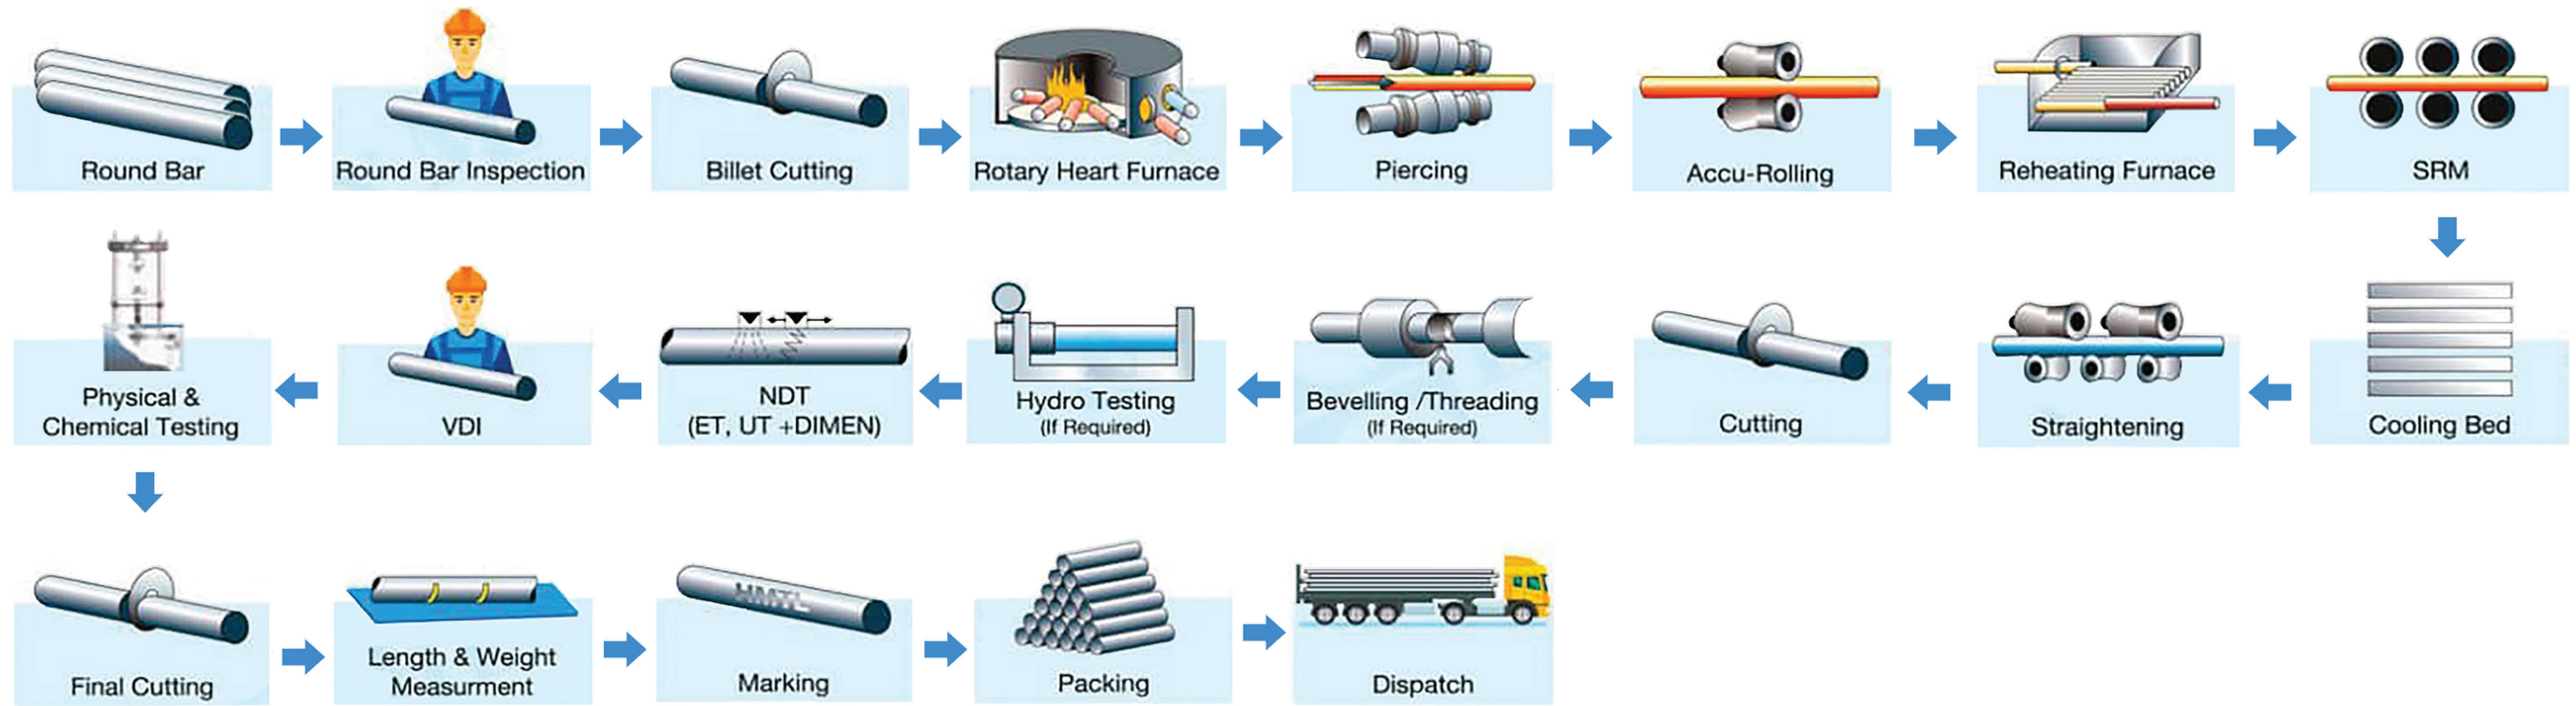 Round Bar
Round Bar Inspection
Billet Cutting
Rotary Heart Furnace
Piercing
Accu-Rolling
Reheating Furnace
SRM
Cooling Bed
Straightening
Cutting
Bevelling /Threading
(If Required)
Hydro Testing
(If Required)
NDT
(ET, UT +DIMEN)
VDI
Physical &
Chemical Testing
Final Cutting
Length & Weight
Measurment
HMTL
Marking
Packing
Dispatch